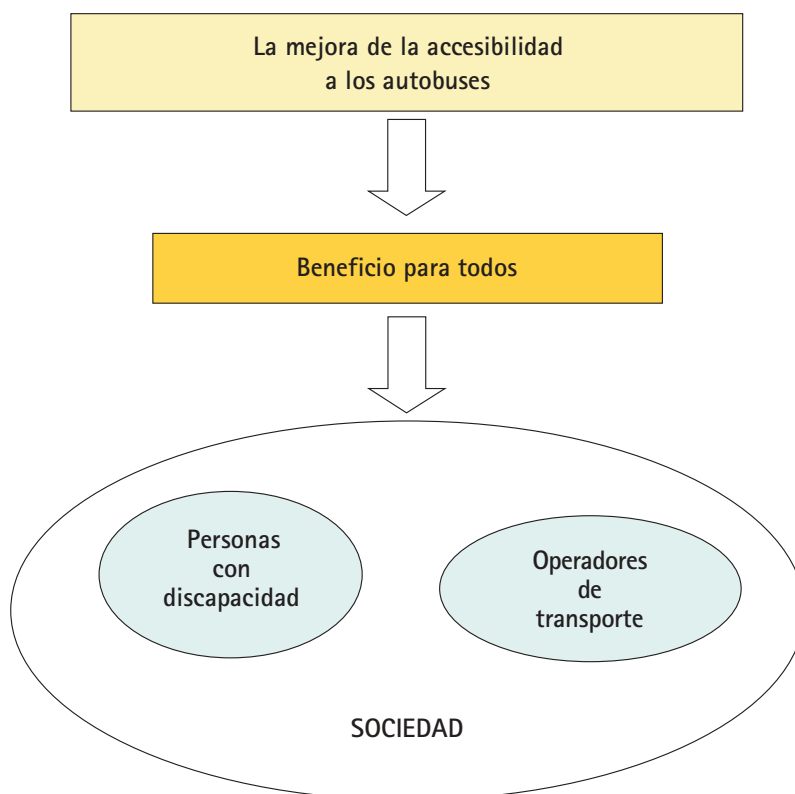 La mejora de la accesibilidad
a los autobuses
Beneficio para todos
Personas
con
discapacidad
Operadores
de
transporte
SOCIEDAD